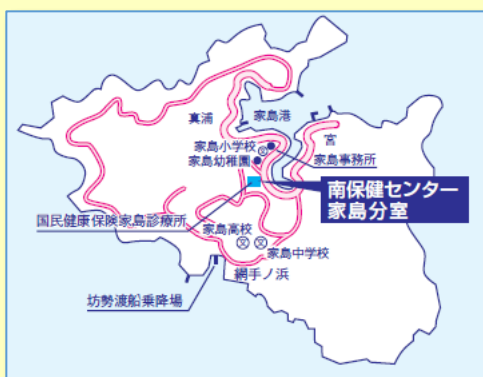 真浦
家島港
宮
家島小学校
文
家島幼稚園
家島事務所
南保健センター
家島分室
国民健康保険家島診療所
家島高校
文
文
家島中学校
網手ノ浜
坊勢渡船乗降場